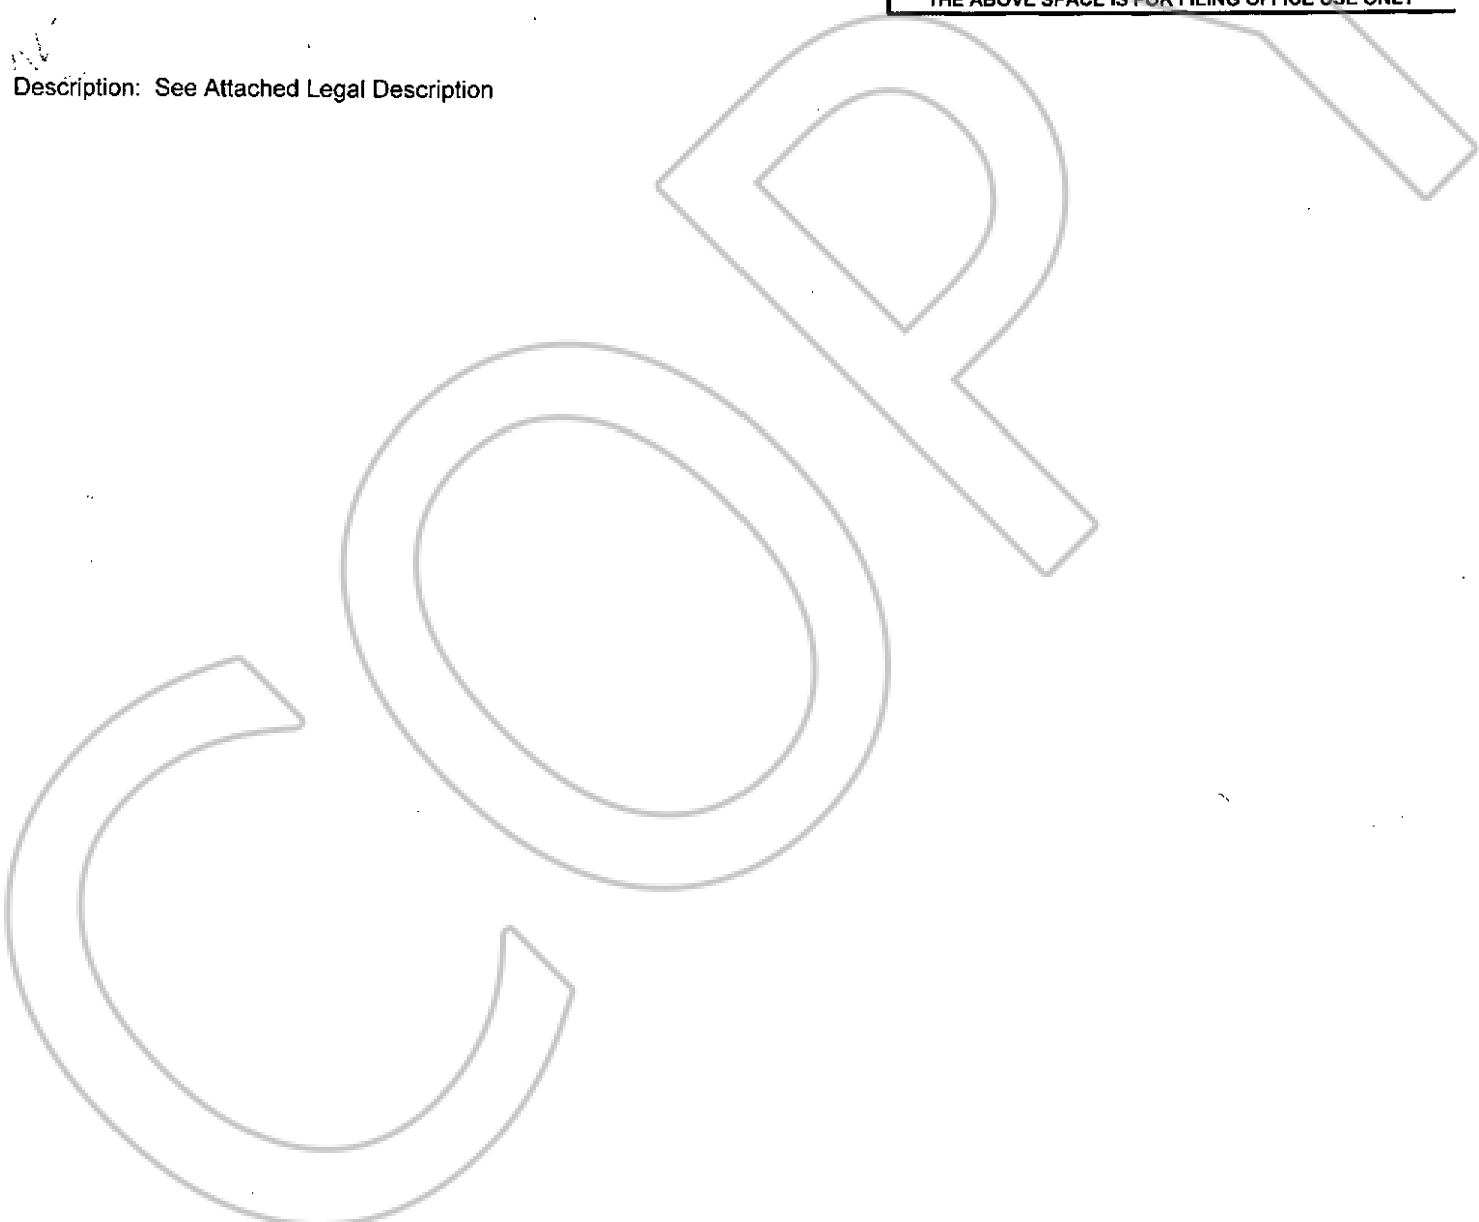 THE ABOVE SPACE IS FOR FILING OFFICE USE ONLY
Description: See Attached Legal Description
COPY